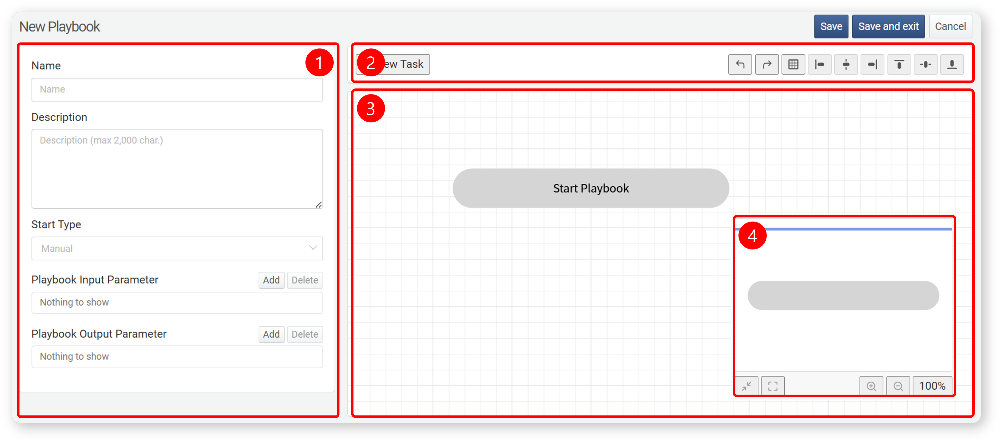 New Playbook
Save
Save and exit
Cancel
1
Name
Name
Description
Description (max 2,000 char.)
Start Type
Manual
Playbook Input Parameter
Add
Delete
Nothing to show
Playbook Output Parameter
Add
Delete
Nothing to show
2
ew Task
3
Start Playbook
4
100%